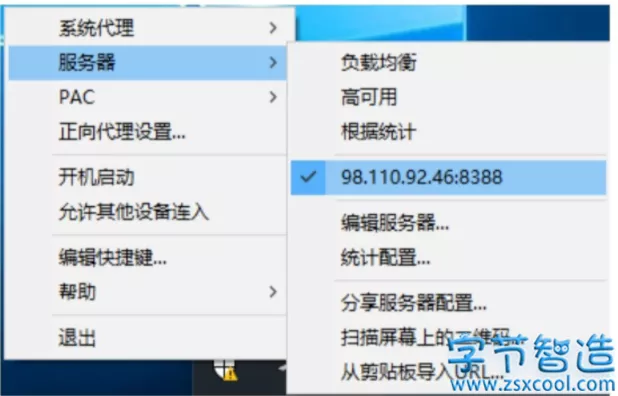 系统代理
服务器
PAC
正向代理设置...
开机启动
允许其他设备连入
编辑快捷键...
帮助
退出
负载均衡
高可用
根据统计
98.110.92.46:8388
编辑服务器...
统计配置...
分享服务器配置...
扫描屏幕上的二维码...
从剪贴板导入URL...
字节智造
www.zsxcool.com